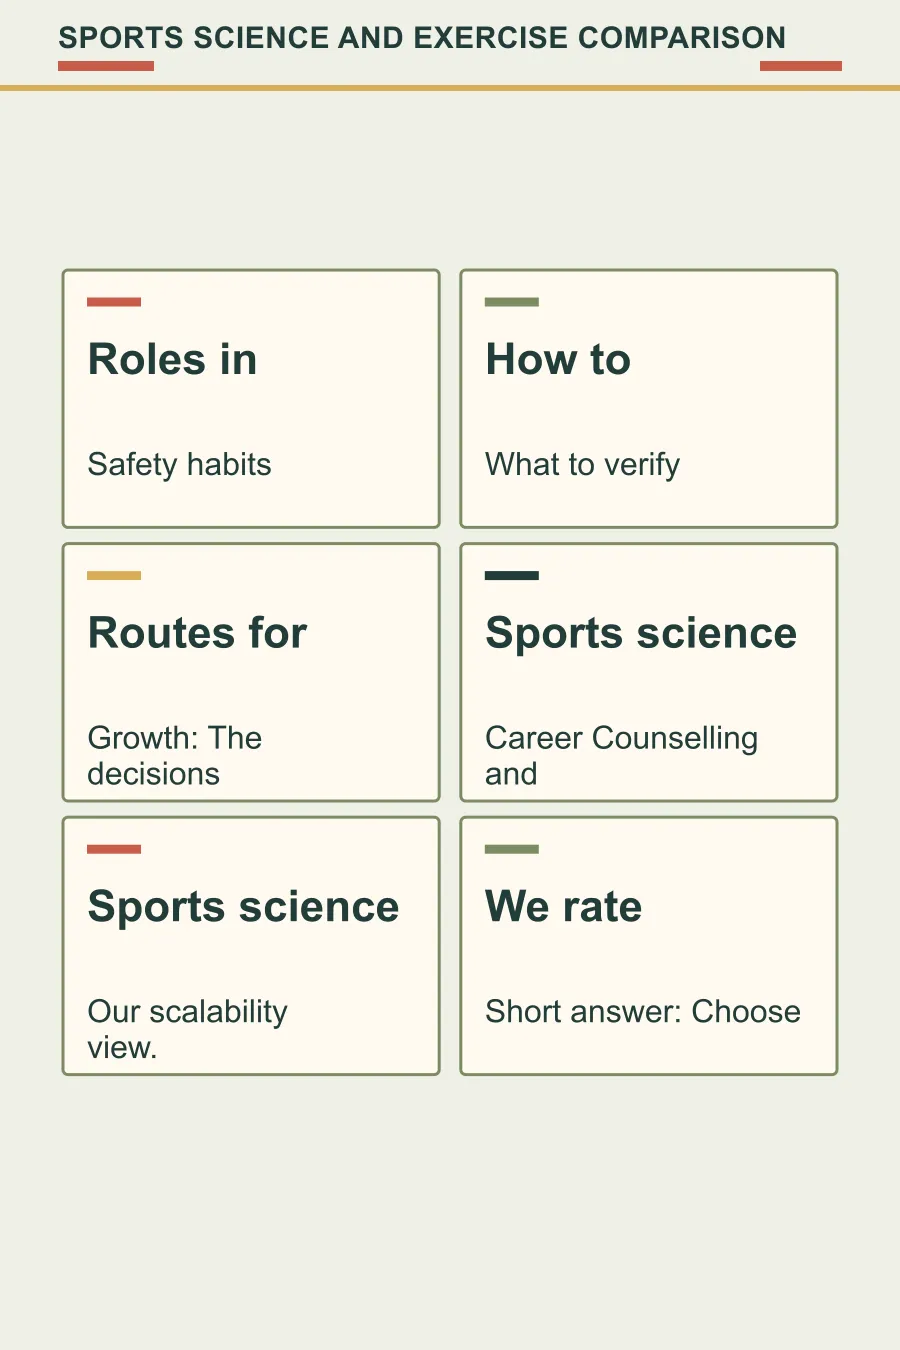 SPORTS SCIENCE AND EXERCISE COMPARISON
Roles in
Safety habits
How to
What to verify
Routes for
Growth: The
decisions
Sports science
Career Counselling
and
Sports science
Our scalability
view.
We rate
Short answer: Choose